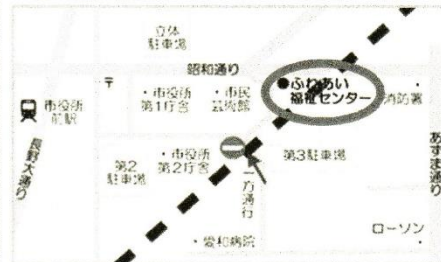 立体
駐車場
昭和通り
〒
・市役所
第1庁舎
・市民
芸術館
●ふれあい
福祉センター
・
消防署
市役所
前駅
長野大通り
第2
駐車場
・市役所
第2庁舎
一方通行
第3駐車場
あずま通り
ローソン
・
・愛和病院